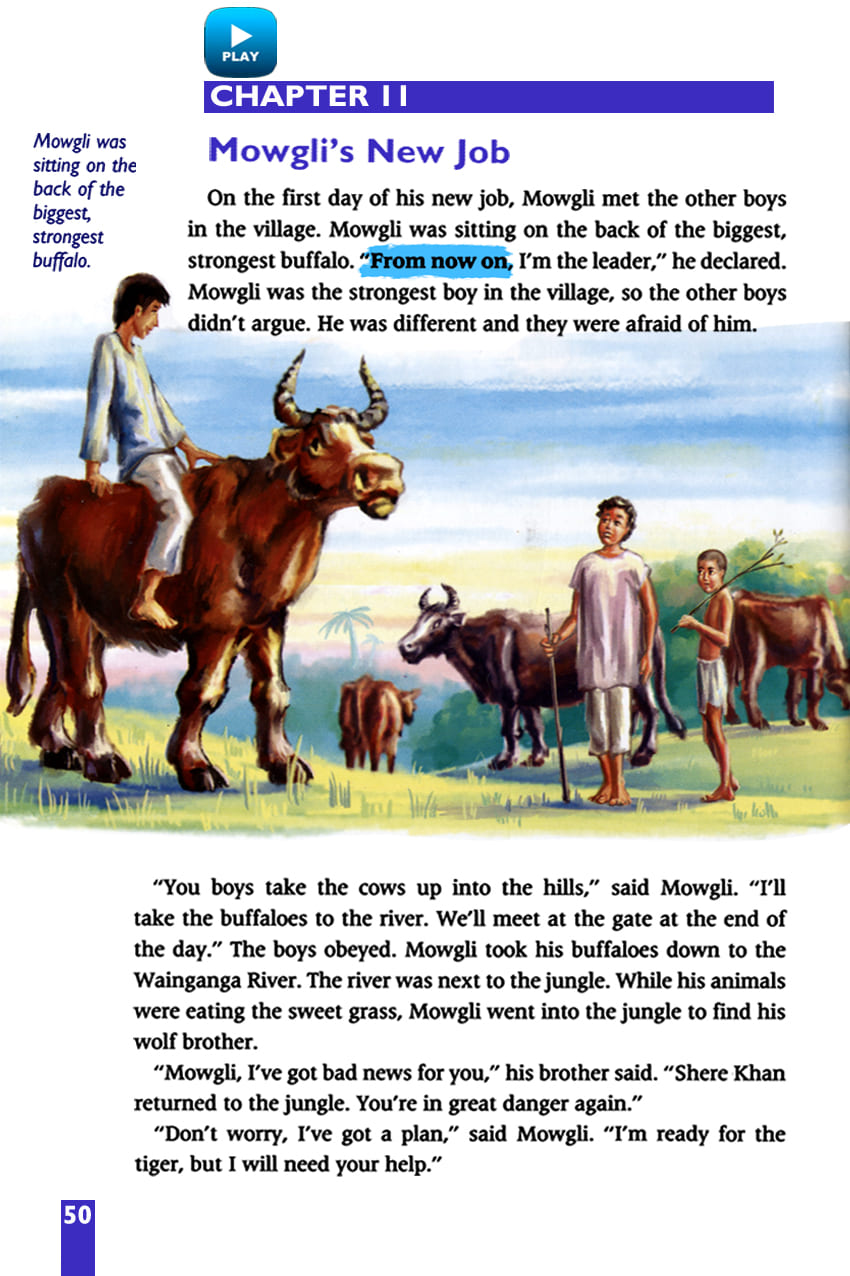 PLAY
CHAPTER 11
Mowgli was
sitting on the
back of the
biggest,
strongest
buffalo.
Mowgli's New Job
On the first day of his new job, Mowgli met the other boys
in the village. Mowgli was sitting on the back of the biggest,
strongest buffalo. “From now on, I'm the leader,” he declared.
Mowgli was the strongest boy in the village, so the other boys
didn't argue. He was different and they were afraid of him.
“You boys take the cows up into the hills,” said Mowgli. “I'll
take the buffaloes to the river. We'll meet at the gate at the end of
the day.” The boys obeyed. Mowgli took his buffaloes down to the
Wainganga River. The river was next to the jungle. While his animals
were eating the sweet grass, Mowgli went into the jungle to find his
wolf brother.
“Mowgli, I've got bad news for you,” his brother said. “Shere Khan
returned to the jungle. You're in great danger again.”
“Don't worry, I've got a plan,” said Mowgli. “I'm ready for the
tiger, but I will need your help.”
50